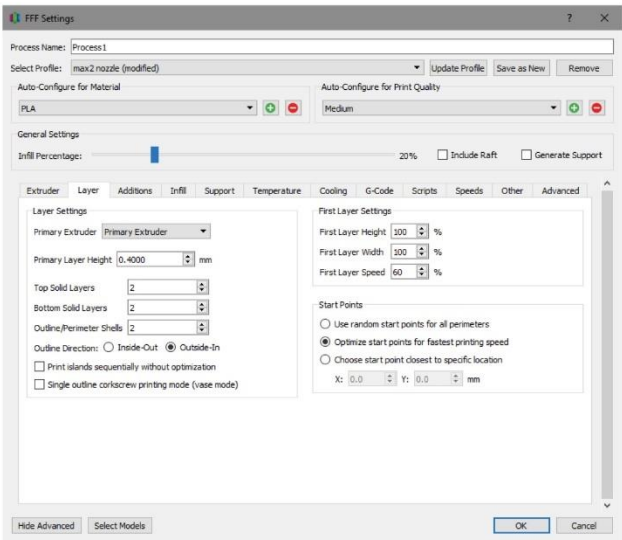 FFF Settings
Process Name: Process1
Select Profile: max2 nozzle (modified) Update Profile Save as New Remove
Auto-Configure for Material
PLA
Auto-Configure for Print Quality
Medium
General Settings
Infill Percentage: 20% Include Raft Generate Support
Extruder Layer Additions Infill Support Temperature Cooling G-Code Scripts Speeds Other Advanced
Layer Settings
Primary Extruder Primary Extruder
Primary Layer Height 0.4000 mm
Top Solid Layers 2
Bottom Solid Layers 2
Outline/Perimeter Shells 2
Outline Direction: Inside-Out Outside-In
Print islands sequentially without optimization
Single outline corkscrew printing mode (vase mode)
First Layer Settings
First Layer Height 100 %
First Layer Width 100 %
First Layer Speed 60 %
Start Points
Use random start points for all perimeters
Optimize start points for fastest printing speed
Choose start point closest to specific location
X: 0.0 Y: 0.0 mm
Hide Advanced Select Models OK Cancel